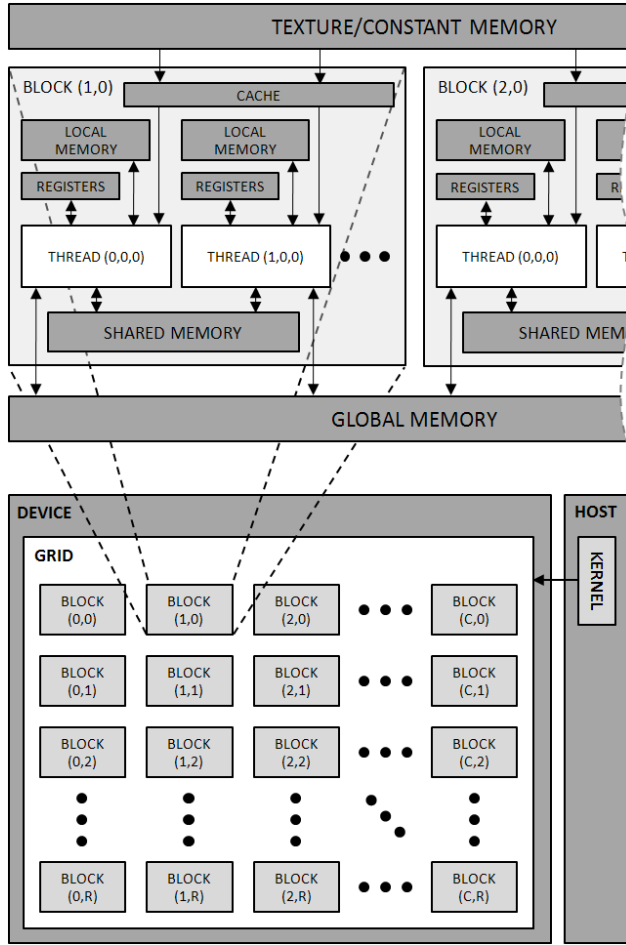 TEXTURE/CONSTANT MEMORY
BLOCK (1,0)
CACHE
LOCAL
MEMORY
LOCAL
MEMORY
REGISTERS
REGISTERS
THREAD (0,0,0)
THREAD (1,0,0)
SHARED MEMORY
BLOCK (2,0)
LOCAL
MEMORY
REGISTERS
R
THREAD (0,0,0)
T
SHARED MEM
GLOBAL MEMORY
DEVICE
GRID
BLOCK
(0,0)
BLOCK
(1,0)
BLOCK
(2,0)
BLOCK
(C,0)
BLOCK
(0,1)
BLOCK
(1,1)
BLOCK
(2,1)
BLOCK
(C,1)
BLOCK
(0,2)
BLOCK
(1,2)
BLOCK
(2,2)
BLOCK
(C,2)
BLOCK
(0,R)
BLOCK
(1,R)
BLOCK
(2,R)
BLOCK
(C,R)
HOST
KERNEL